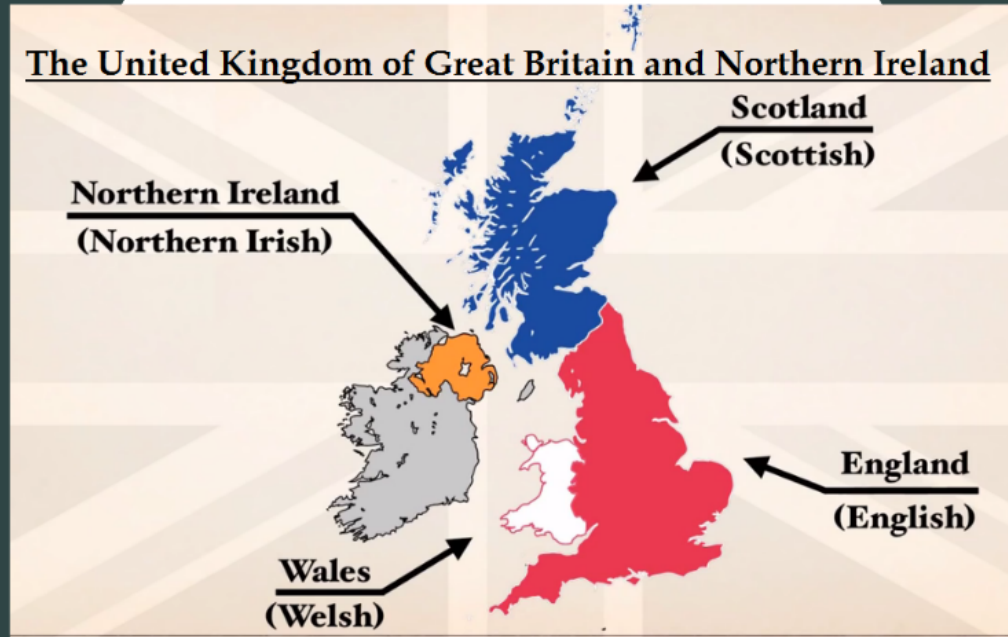 The United Kingdom of Great Britain and Northern Ireland
Scotland
(Scottish)
Northern Ireland
(Northern Irish)
England
(English)
Wales
(Welsh)